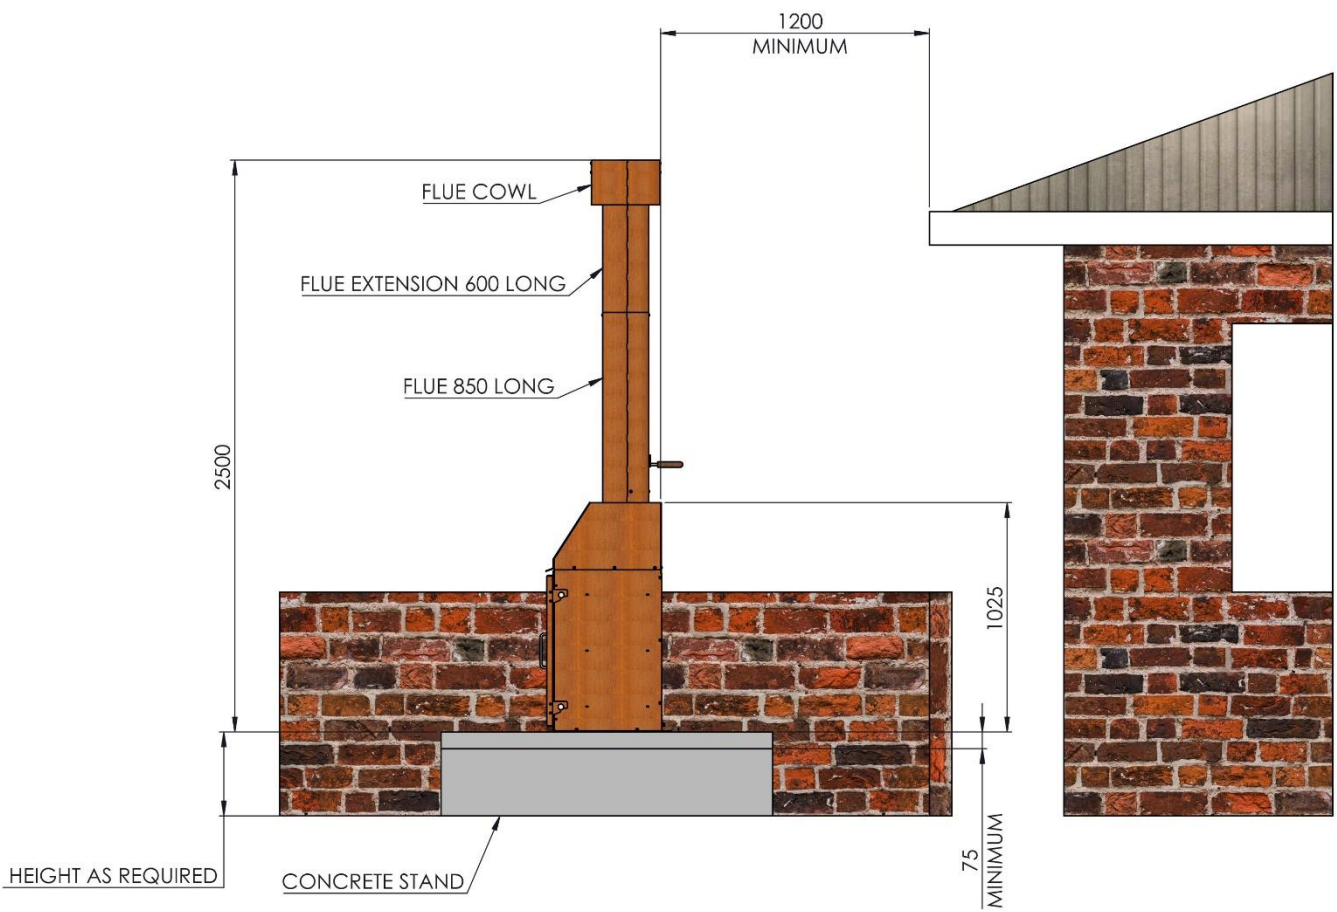 1200
MINIMUM
FLUE COWL
FLUE EXTENSION 600 LONG
FLUE 850 LONG
2500
1025
75
MINIMUM
HEIGHT AS REQUIRED
CONCRETE STAND